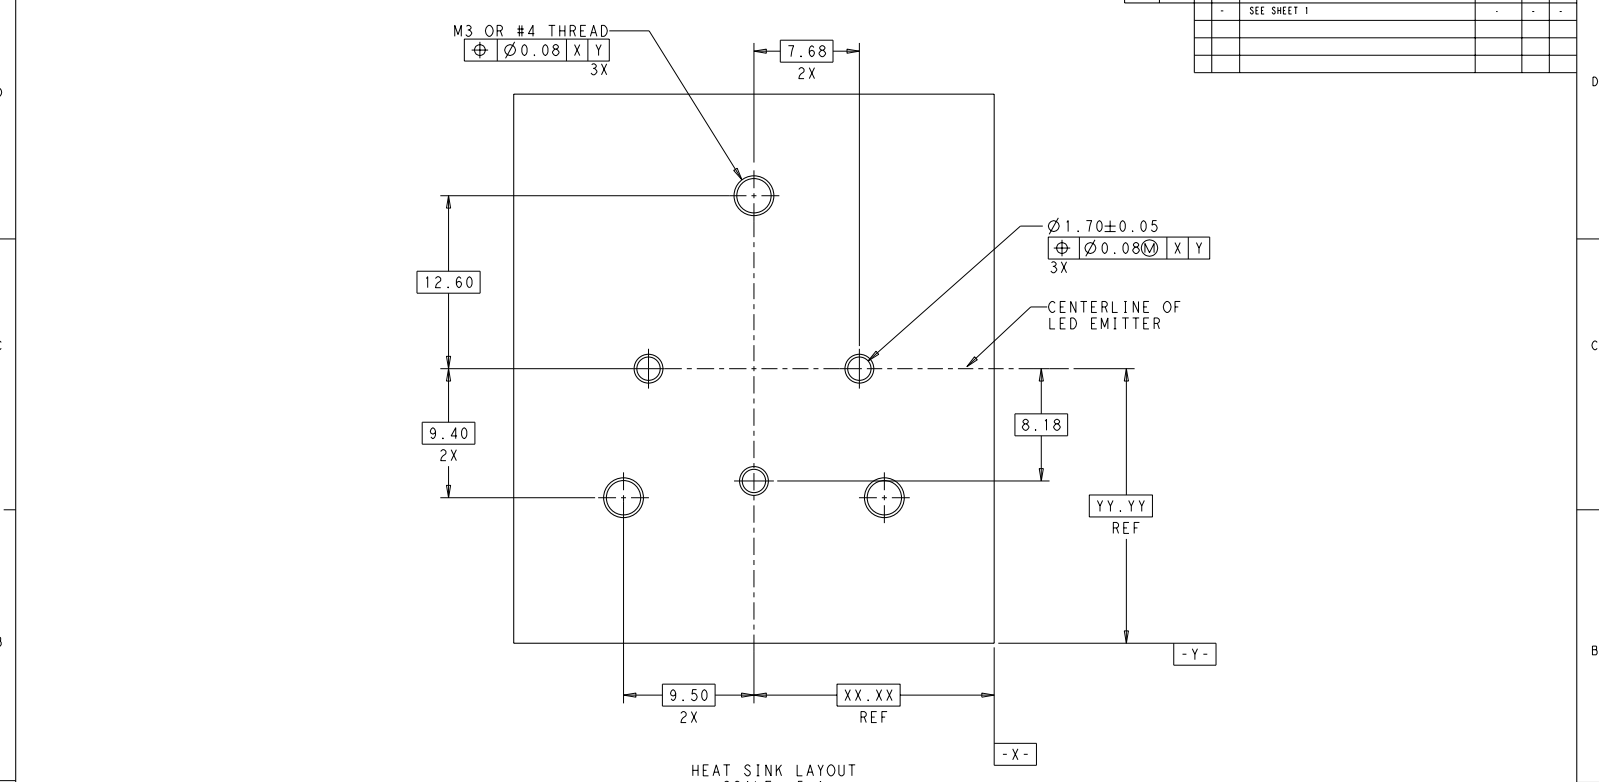 - SEE SHEET 1 - - -
M3 OR #4 THREAD
⌖ Ø0.08 X Y
3X
7.68
2X
D
12.60
Ø1.70±0.05
⌖ Ø0.08Ⓜ X Y
3X
CENTERLINE OF
LED EMITTER
C
9.40
2X
8.18
YY.YY
REF
-Y-
B
9.50
2X
XX.XX
REF
-X-
HEAT SINK LAYOUT